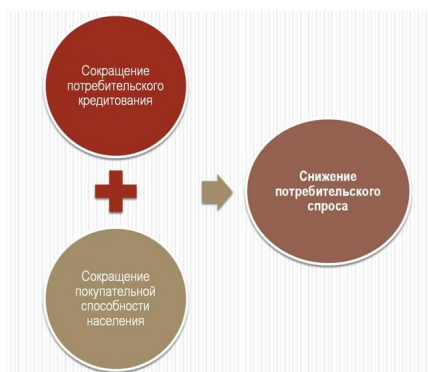 Сокращение
потребительского
кредитования
Сокращение
покупательной
способности
населения
Снижение
потребительского
спроса